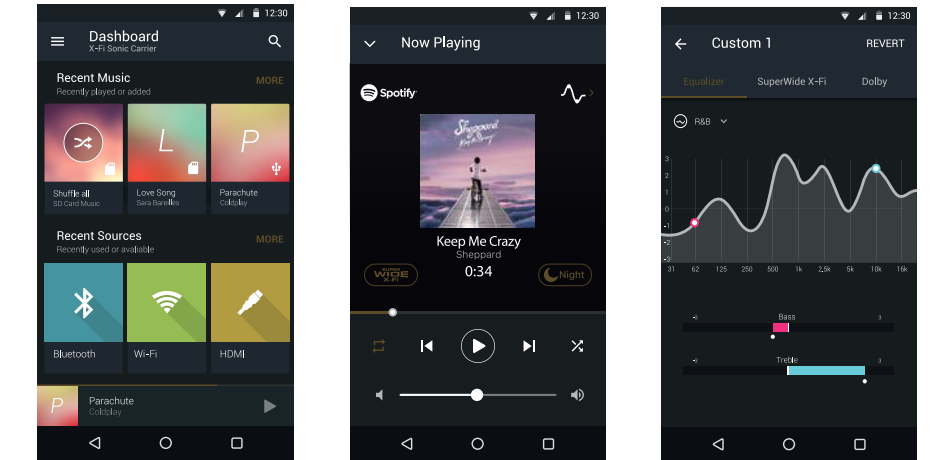 12:30
Dashboard
X-Fi Sonic Carrier
Recent Music
MORE
Recently played or added
L
P
Shuffle all
SD Card Music
Love Song
Sara Bareilles
Parachute
Coldplay
Recent Sources
MORE
Recently used or avaliable
Bluetooth
Wi-Fi
HDMI
P
Parachute
Coldplay
12:30
Now Playing
Spotify
Sheppard
Keep Me Crazy
Sheppard
SUPER
WIDE
X-FI
0:34
Night
12:30
Custom 1
REVERT
Equalizer
SuperWide X-Fi
Dolby
R&B
3
2
1
0
-1
-2
-3
31 62 125 250 500 1k 2,5k 5k 10k 16k
Bass
3
Treble
3